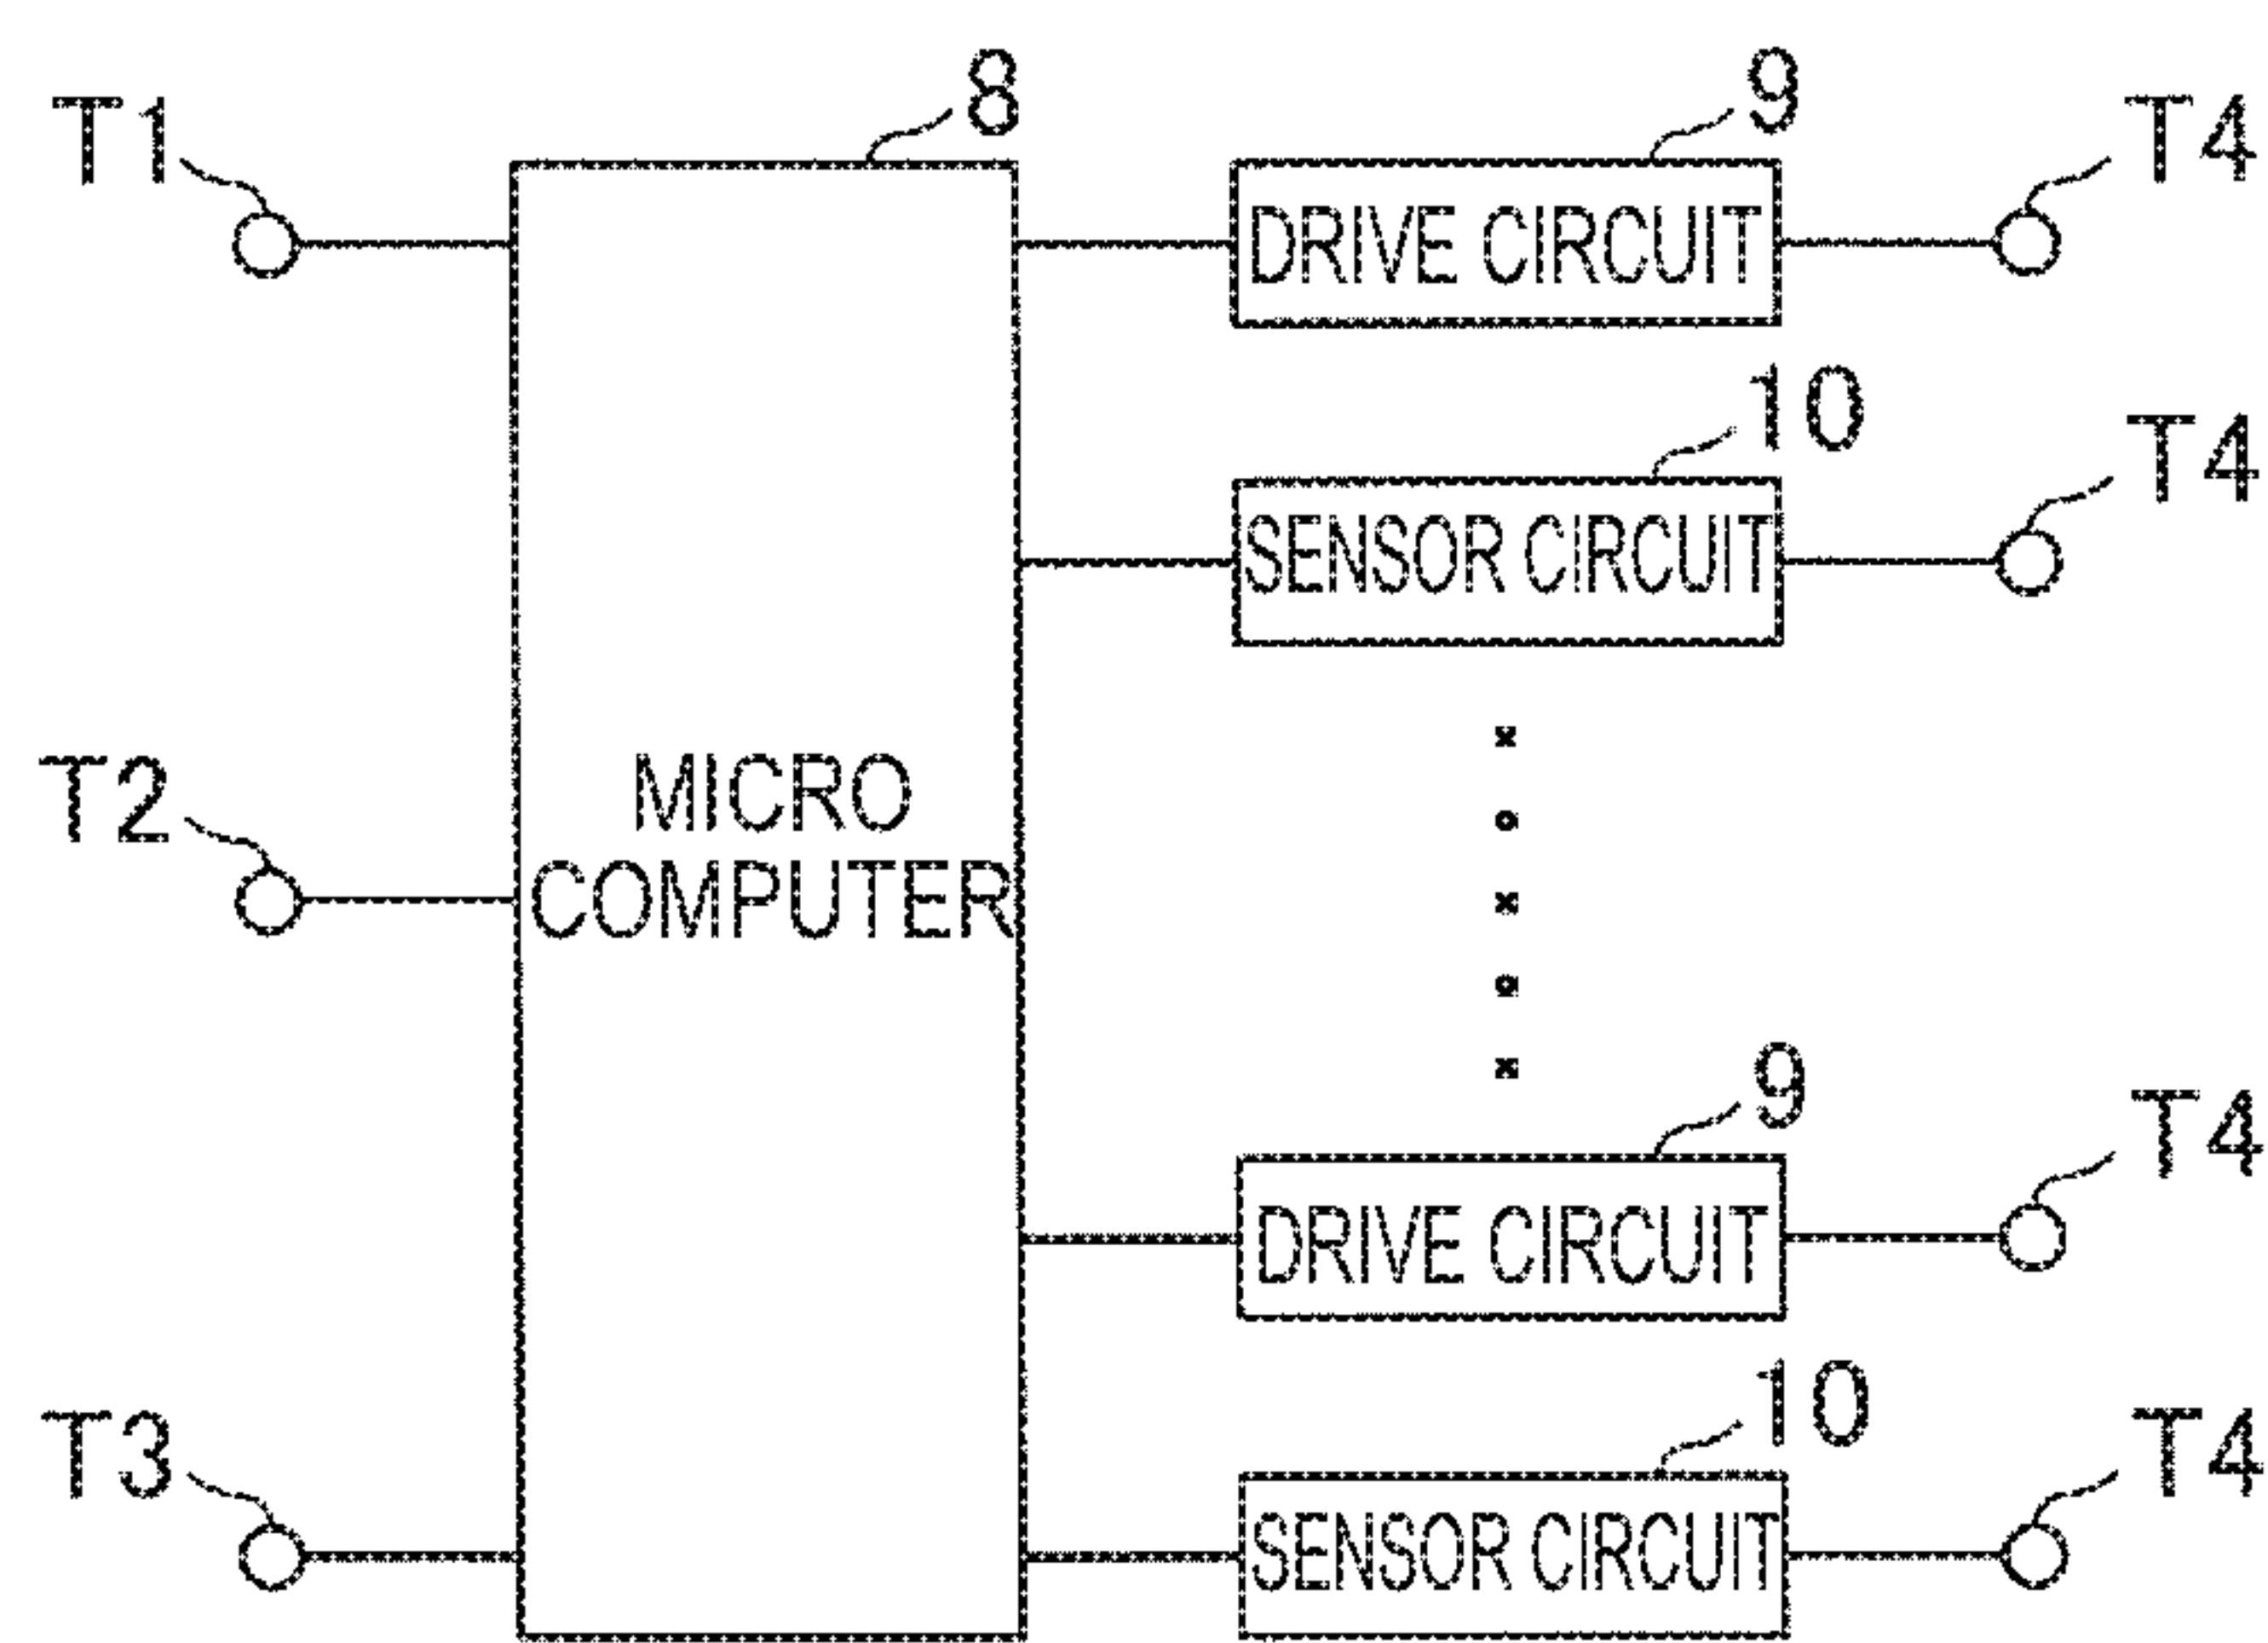 T1
8
9
T4
DRIVE CIRCUIT
10
T4
SENSOR CIRCUIT
T2
MICRO
COMPUTER
9
T4
DRIVE CIRCUIT
T3
10
T4
SENSOR CIRCUIT